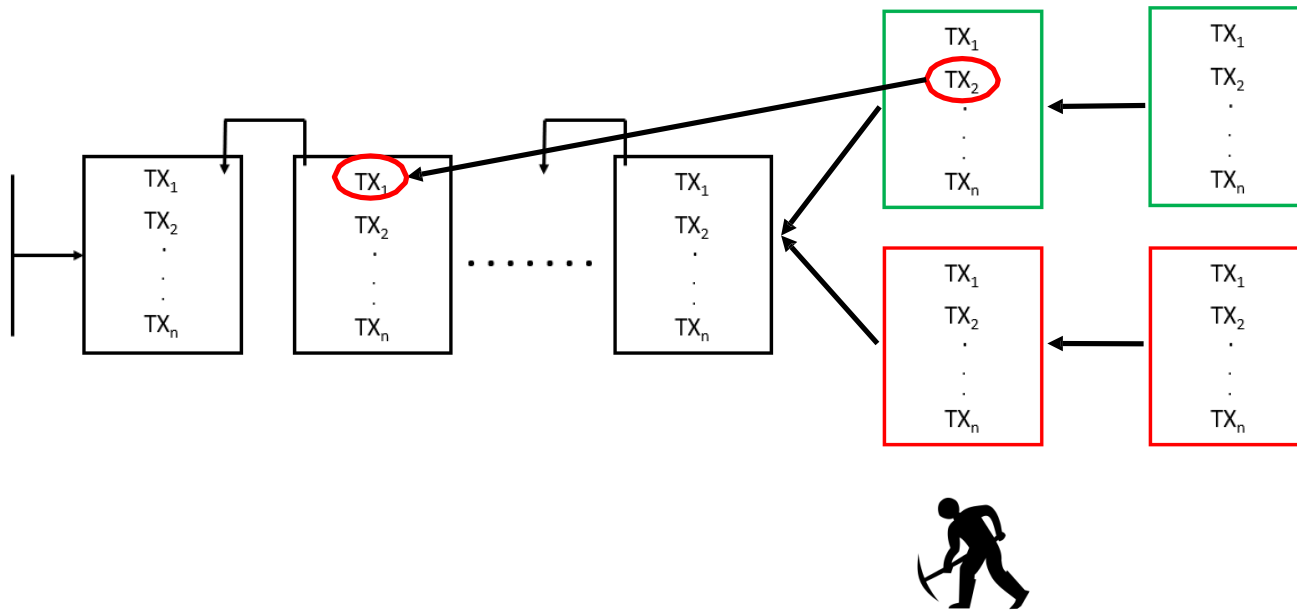 TX₁
TX₂
.
.
.
TXₙ
TX₁
TX₂
.
.
.
TXₙ
.......
TX₁
TX₂
.
.
.
TXₙ
TX₁
TX₂
.
.
.
TXₙ
TX₁
TX₂
.
.
.
TXₙ
TX₁
TX₂
.
.
.
TXₙ
TX₁
TX₂
.
.
.
TXₙ